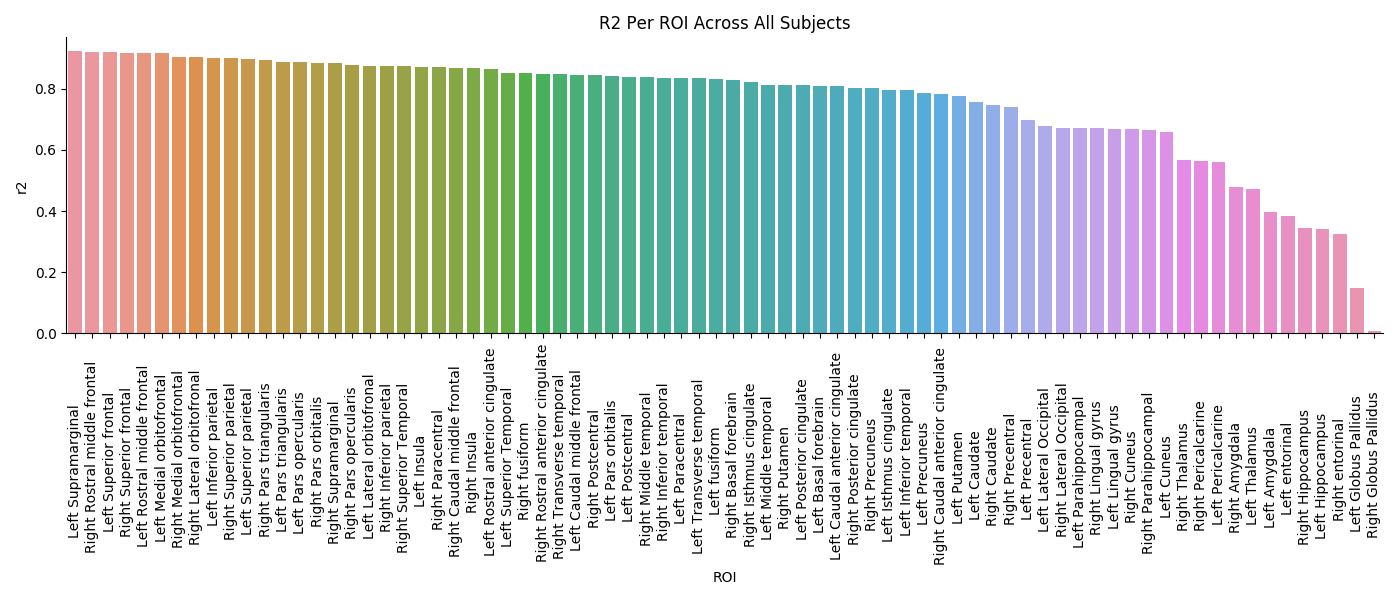 R2 Per ROI Across All Subjects
r2
0.8
0.6
0.4
0.2
0.0
Left Supramarginal
Right Rostral middle frontal
Left Superior frontal
Right Superior frontal
Left Rostral middle frontal
Left Medial orbitofrontal
Right Medial orbitofrontal
Right Lateral orbitofronal
Left Inferior parietal
Right Superior parietal
Left Superior parietal
Right Pars triangularis
Left Pars triangularis
Left Pars opercularis
Right Pars orbitalis
Right Supramarginal
Right Pars opercularis
Left Lateral orbitofronal
Right Inferior parietal
Right Superior Temporal
Left Insula
Right Paracentral
Right Caudal middle frontal
Right Insula
Left Rostral anterior cingulate
Left Superior Temporal
Right fusiform
Right Rostral anterior cingulate
Right Transverse temporal
Left Caudal middle frontal
Right Postcentral
Left Pars orbitalis
Left Postcentral
Right Middle temporal
Right Inferior temporal
Left Paracentral
Left Transverse temporal
Left fusiform
Right Basal forebrain
Right Isthmus cingulate
Left Middle temporal
Right Putamen
Left Posterior cingulate
Left Basal forebrain
Left Caudal anterior cingulate
Right Posterior cingulate
Right Precuneus
Left Isthmus cingulate
Left Inferior temporal
Left Precuneus
Right Caudal anterior cingulate
Left Putamen
Left Caudate
Right Caudate
Right Precentral
Left Precentral
Left Lateral Occipital
Right Lateral Occipital
Left Parahippocampal
Right Lingual gyrus
Left Lingual gyrus
Right Cuneus
Right Parahippocampal
Left Cuneus
Right Thalamus
Right Pericalcarine
Left Pericalcarine
Right Amygdala
Left Thalamus
Left Amygdala
Left entorinal
Right Hippocampus
Left Hippocampus
Right entorinal
Left Globus Pallidus
Right Globus Pallidus
ROI